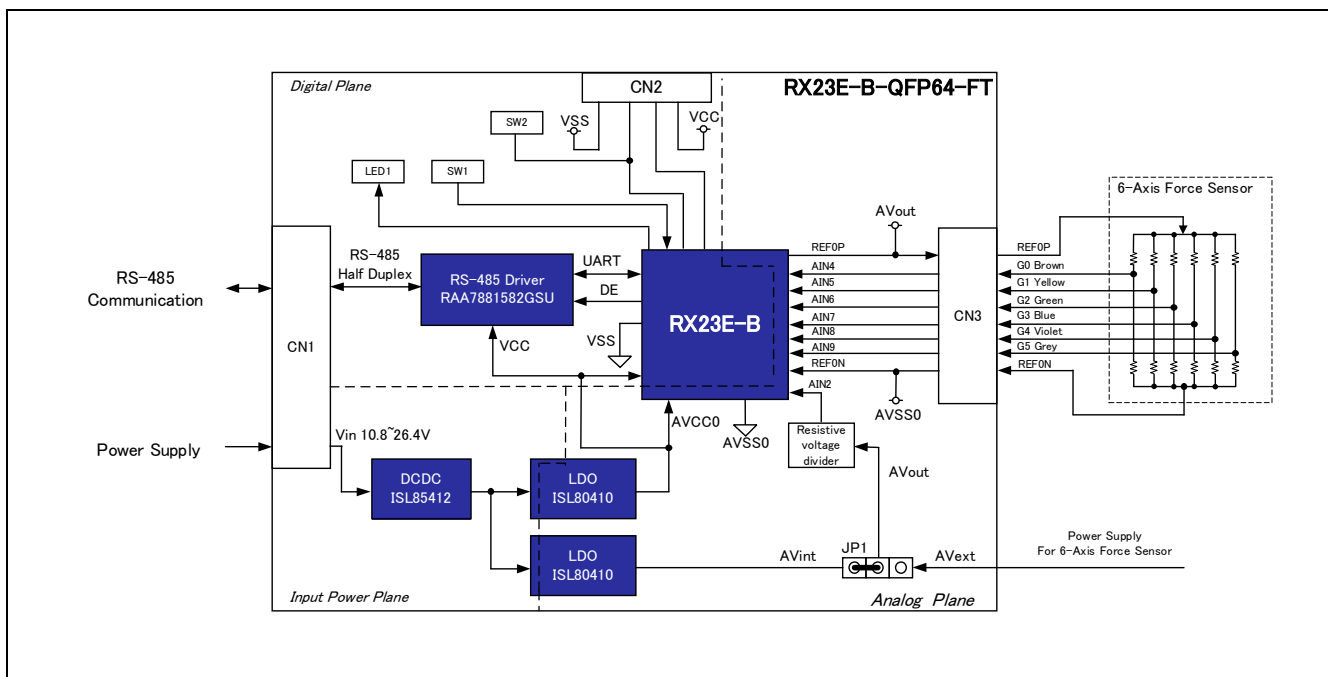 Digital Plane
CN2
RX23E-B-QFP64-FT
SW2
VSS
VCC
LED1
SW1
6-Axis Force Sensor
AVout
RS-485
Communication
CN1
RS-485
Half Duplex
RS-485 Driver
RAA7881582GSU
UART
DE
VSS
VCC
RX23E-B
REF0P
AIN4
AIN5
AIN6
AIN7
AIN8
AIN9
REF0N
AIN2
CN3
REF0P
G0 Brown
G1 Yellow
G2 Green
G3 Blue
G4 Violet
G5 Grey
REF0N
AVCC0
AVSS0
AVSS0
Power Supply
Vin 10.8~26.4V
Resistive
voltage
divider
AVout
DCDC
ISL85412
LDO
ISL80410
LDO
ISL80410
AVint
JP1
AVext
Power Supply
For 6-Axis Force Sensor
Input Power Plane
Analog Plane